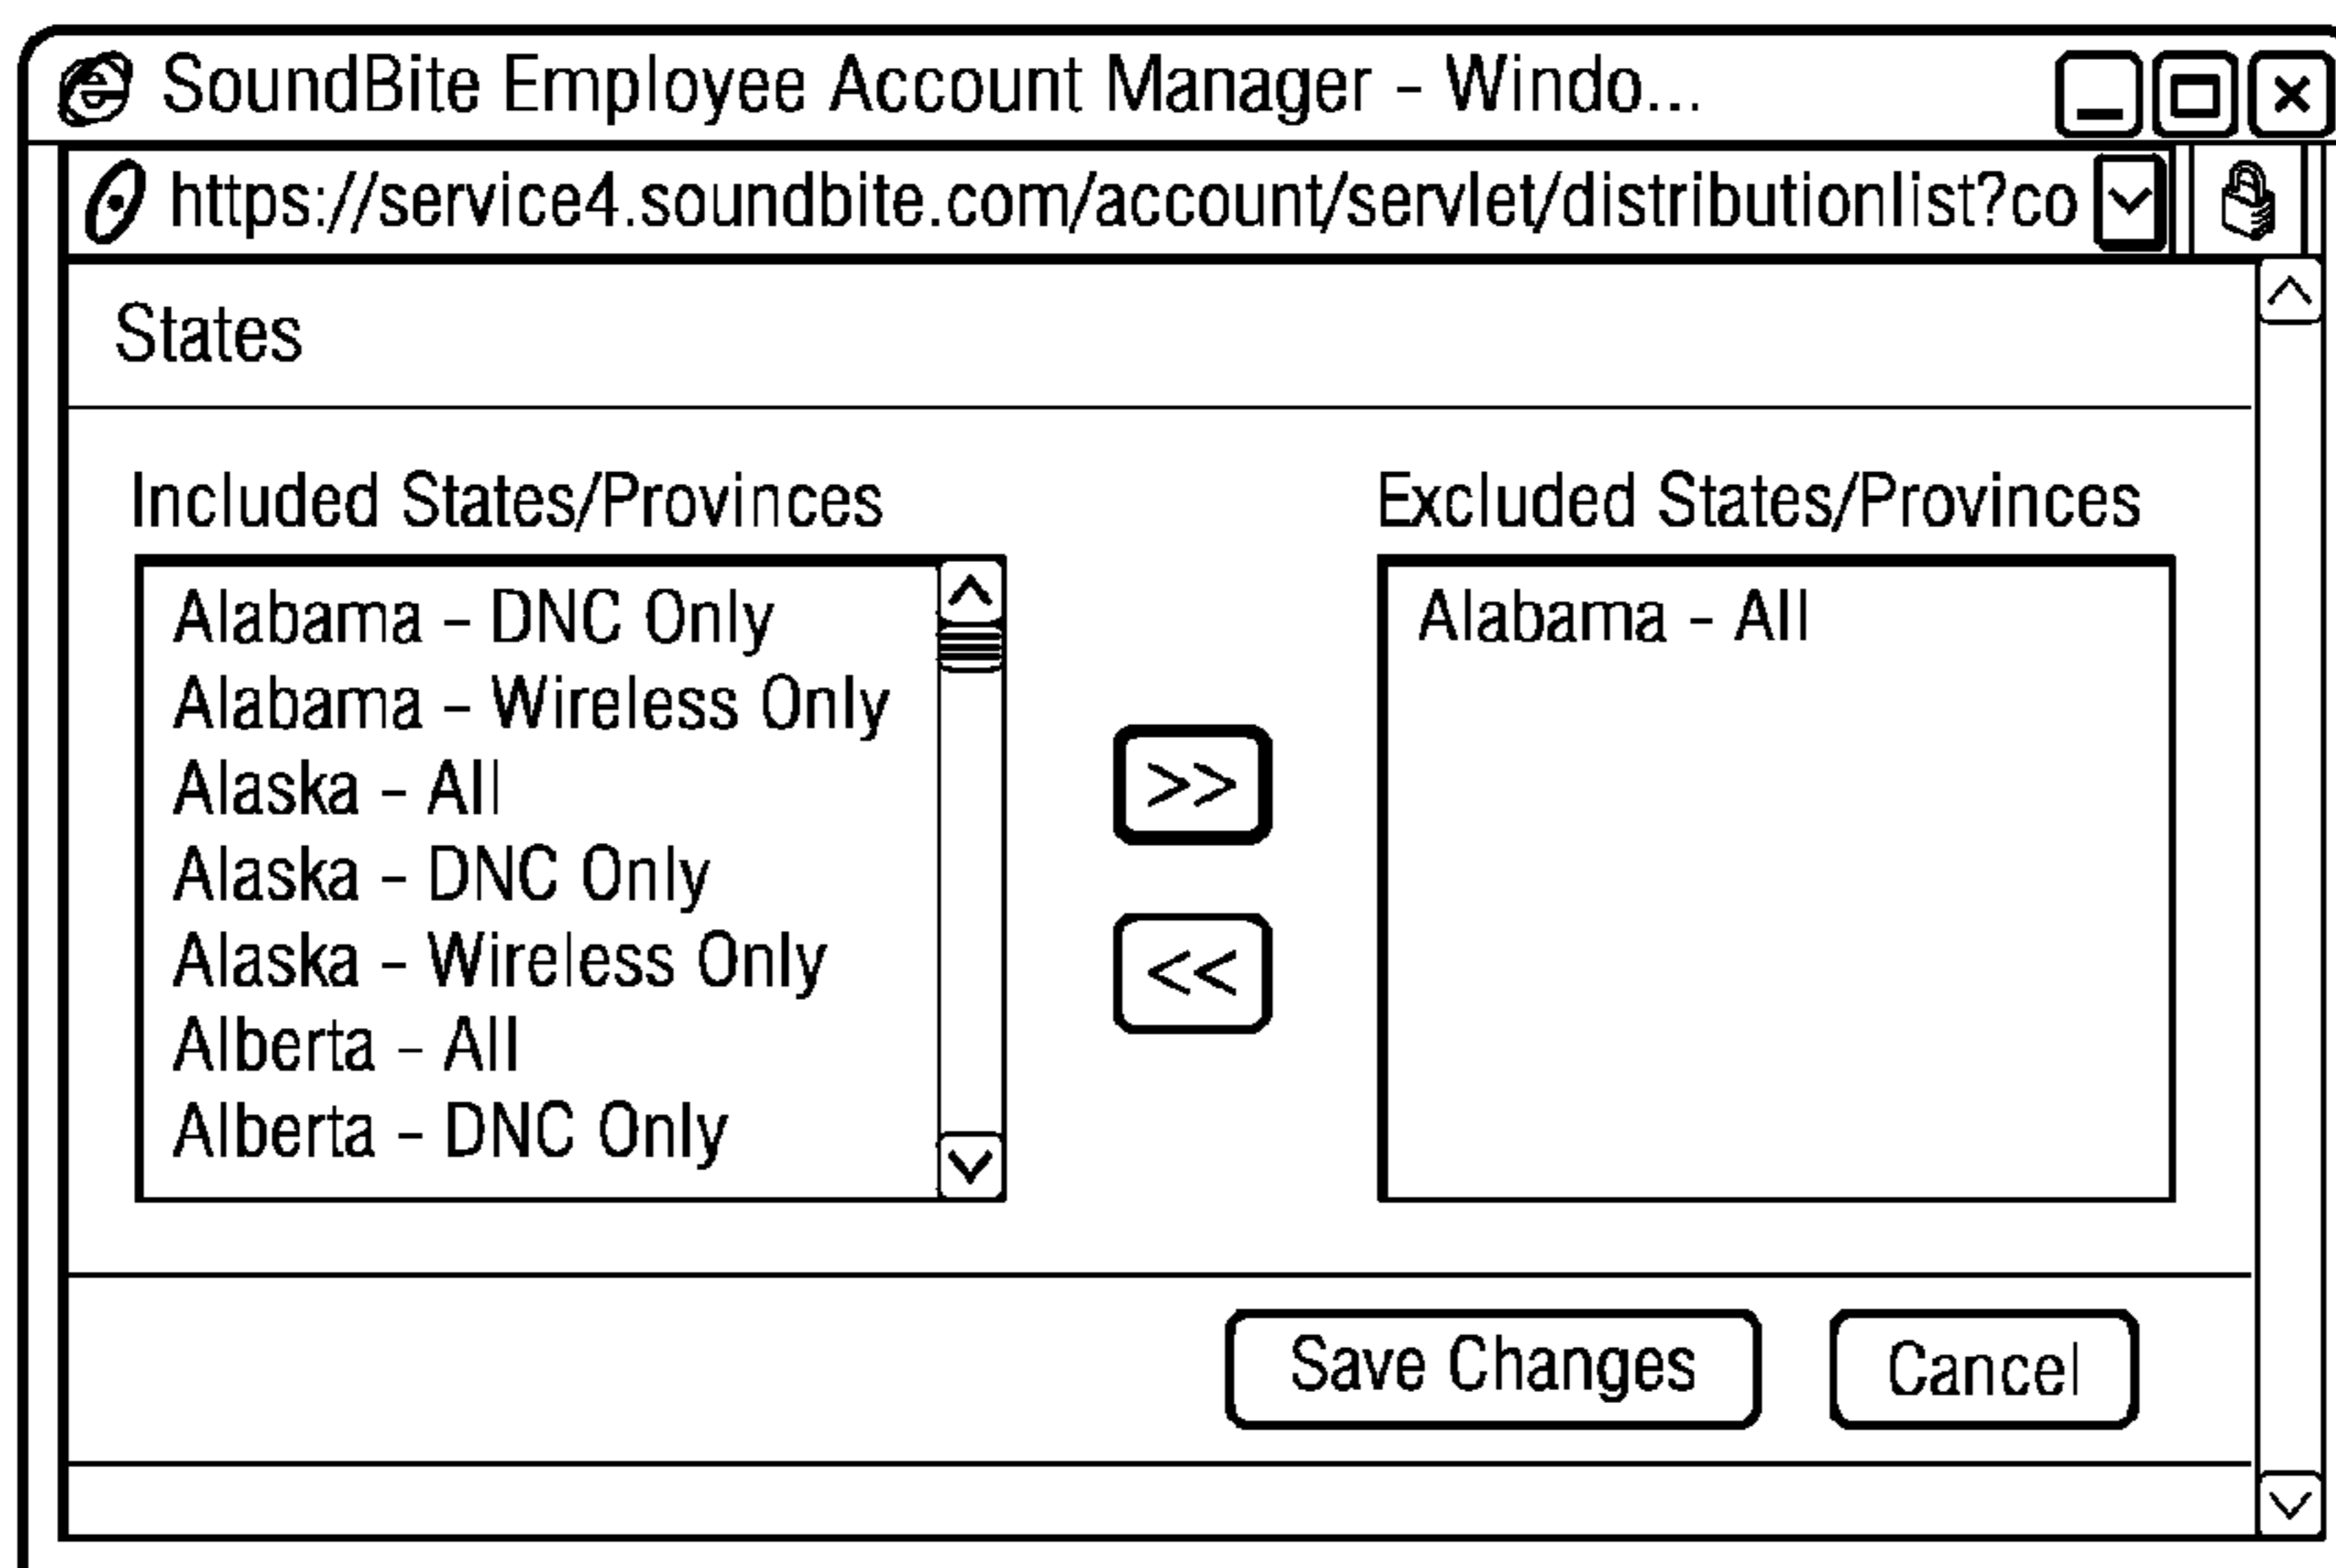 SoundBite Employee Account Manager - Windo...
https://service4.soundbite.com/account/servlet/distributionlist?co
States
Included States/Provinces
Alabama - DNC Only
Alabama - Wireless Only
Alaska - All
Alaska - DNC Only
Alaska - Wireless Only
Alberta - All
Alberta - DNC Only
>>
<<
Excluded States/Provinces
Alabama - All
Save Changes
Cancel